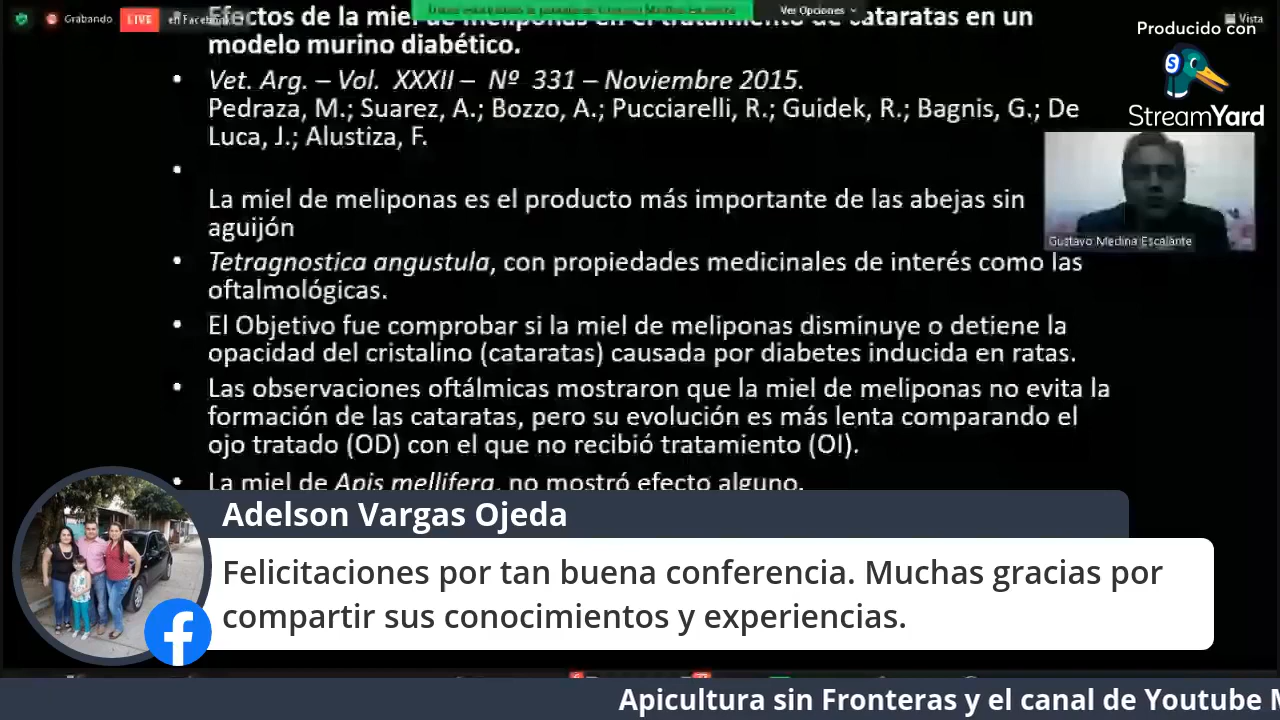 Grabando
LIVE
en Facebook
Ver Opciones
Vista
Producido con
StreamYard
Efectos de la miel de meliponas en el tratamiento de cataratas en un
modelo murino diabético.
• Vet. Arg. – Vol. XXXII – Nº 331 – Noviembre 2015.
Pedraza, M.; Suarez, A.; Bozzo, A.; Pucciarelli, R.; Guidek, R.; Bagnis, G.; De
Luca, J.; Alustiza, F.
•
La miel de meliponas es el producto más importante de las abejas sin
aguijón
• Tetragnostica angustula, con propiedades medicinales de interés como las
oftalmológicas.
• El Objetivo fue comprobar si la miel de meliponas disminuye o detiene la
opacidad del cristalino (cataratas) causada por diabetes inducida en ratas.
• Las observaciones oftálmicas mostraron que la miel de meliponas no evita la
formación de las cataratas, pero su evolución es más lenta comparando el
ojo tratado (OD) con el que no recibió tratamiento (OI).
• La miel de Apis mellifera, no mostró efecto alguno.
Gustavo Medina Escalante
Adelson Vargas Ojeda
Felicitaciones por tan buena conferencia. Muchas gracias por
compartir sus conocimientos y experiencias.
Apicultura sin Fronteras y el canal de Youtube